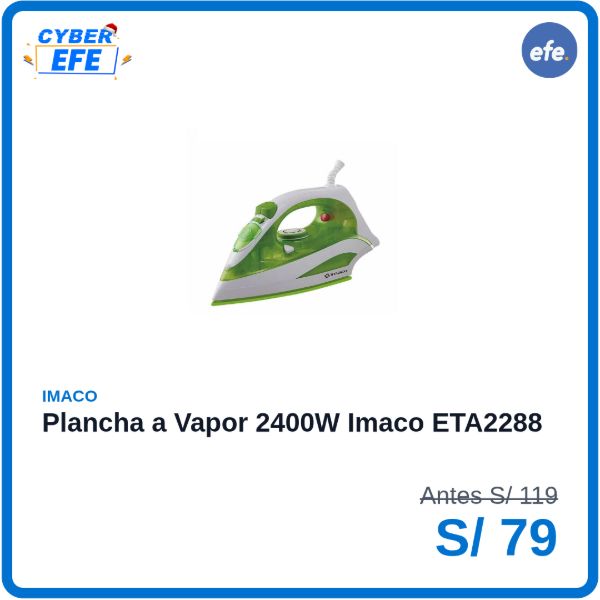 CYBER
EFE
efe.
IMACO
Plancha a Vapor 2400W Imaco ETA2288
Antes S/ 119
S/ 79